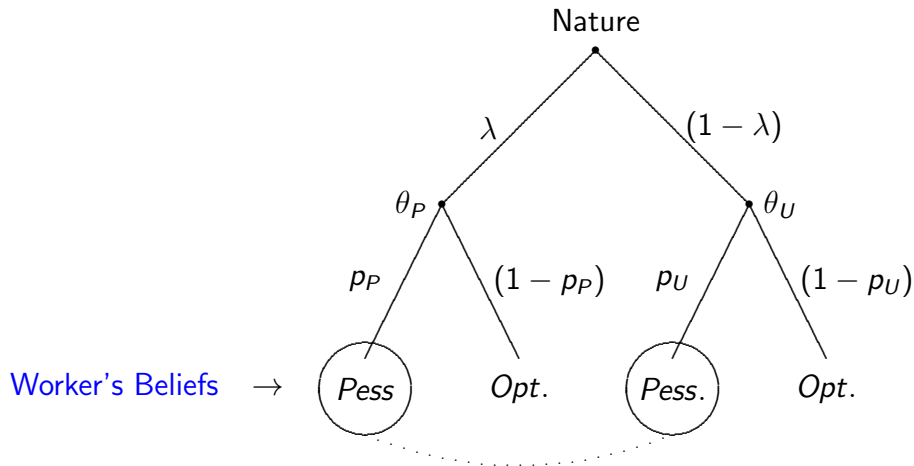 Nature
λ (1 − λ)
θ_P θ_U
p_P (1 − p_P) p_U (1 − p_U)
Worker's Beliefs → Pess Opt. Pess. Opt.